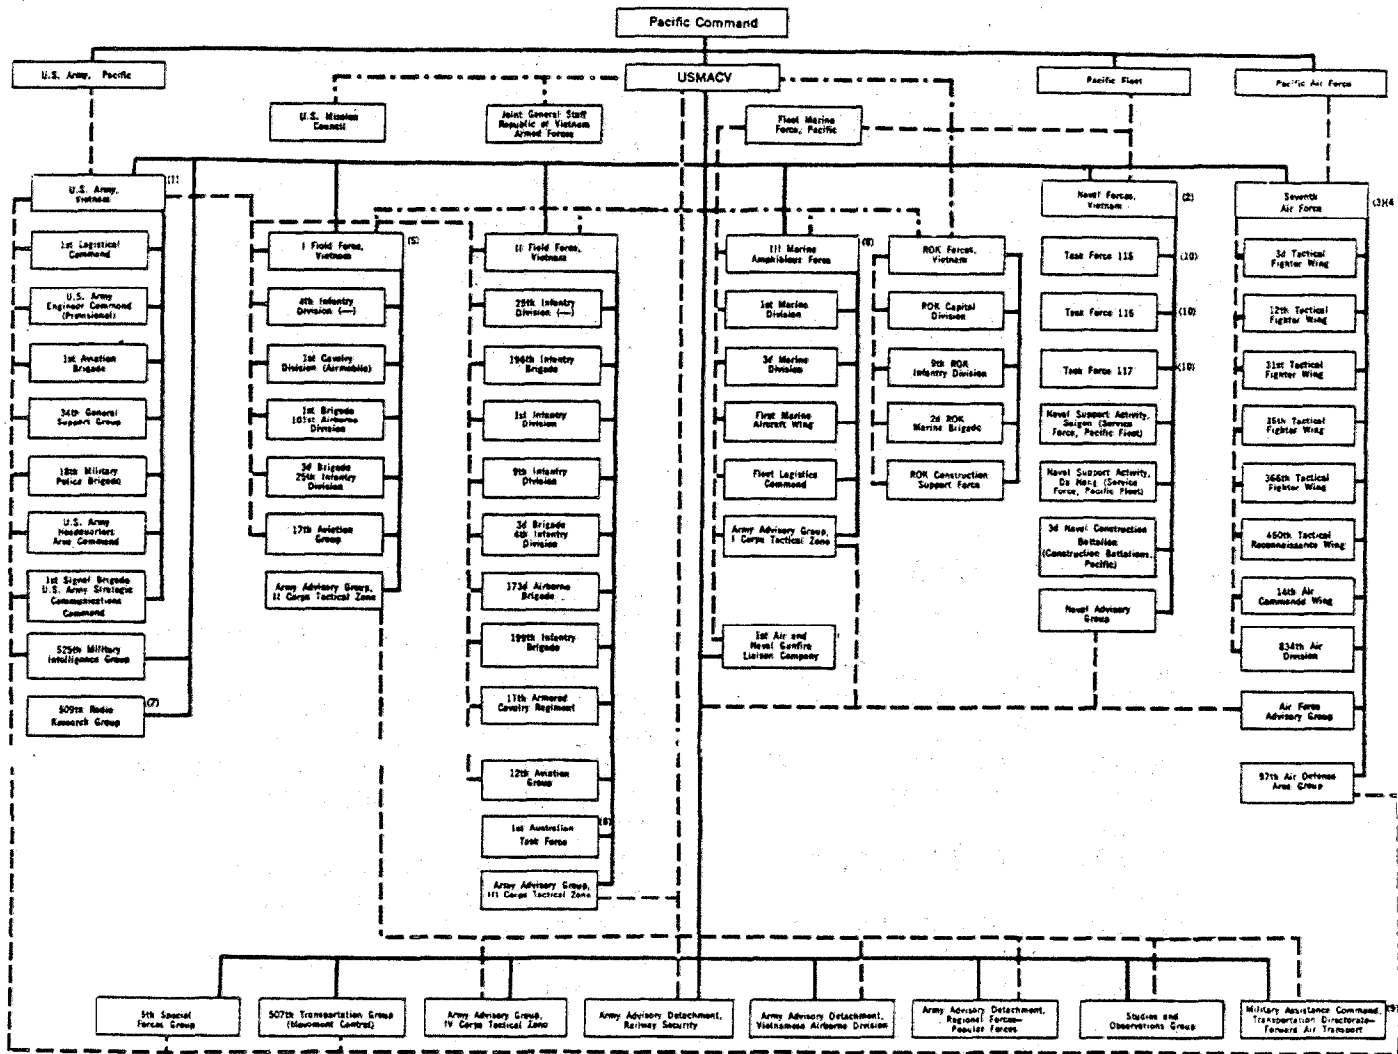 Pacific Command
U.S. Army, Pacific
USMACV
Pacific Fleet
Pacific Air Force
U.S. Mission
Council
Joint General Staff
Republic of Vietnam
Armed Forces
Fleet Marine
Force, Pacific
U.S. Army,
Vietnam
(1)
1st Logistical
Command
U.S. Army
Engineer Command
(Provisional)
1st Aviation
Brigade
34th General
Support Group
18th Military
Police Brigade
U.S. Army
Headquarters
Area Command
1st Signal Brigade
U.S. Army Strategic
Communications
Command
525th Military
Intelligence Group
509th Radio
Research Group
(7)
I Field Force,
Vietnam
(5)
4th Infantry
Division (—)
1st Cavalry
Division (Airmobile)
1st Brigade
101st Airborne
Division
3d Brigade
25th Infantry
Division
17th Aviation
Group
Army Advisory Group,
II Corps Tactical Zone
II Field Force,
Vietnam
25th Infantry
Division (—)
196th Infantry
Brigade
1st Infantry
Division
9th Infantry
Division
3d Brigade
4th Infantry
Division
173d Airborne
Brigade
199th Infantry
Brigade
11th Armored
Cavalry Regiment
12th Aviation
Group
1st Australian
Task Force
Army Advisory Group,
III Corps Tactical Zone
III Marine
Amphibious Force
1st Marine
Division
3d Marine
Division
First Marine
Aircraft Wing
Fleet Logistics
Command
Army Advisory Group,
I Corps Tactical Zone
1st Air and
Naval Gunfire
Liaison Company
ROK Forces,
Vietnam
ROK Capital
Division
9th ROK
Infantry Division
2d ROK
Marine Brigade
ROK Construction
Support Force
Naval Forces,
Vietnam
(2)
Task Force 115
(10)
Task Force 116
(10)
Task Force 117
(10)
Naval Support Activity,
Saigon (Service
Force, Pacific Fleet)
Naval Support Activity,
Da Nang (Service
Force, Pacific Fleet)
3d Naval Construction
Battalion
(Construction Battalions,
Pacific)
Naval Advisory
Group
Seventh
Air Force
(3)(4
3d Tactical
Fighter Wing
12th Tactical
Fighter Wing
31st Tactical
Fighter Wing
35th Tactical
Fighter Wing
366th Tactical
Fighter Wing
460th Tactical
Reconnaissance Wing
14th Air
Commando Wing
834th Air
Division
Air Force
Advisory Group
97th Air Defense
Area Group
5th Special
Forces Group
507th Transportation Group
(Movement Control)
Army Advisory Group,
IV Corps Tactical Zone
Army Advisory Detachment,
Railway Security
Army Advisory Detachment,
Vietnamese Airborne Division
Army Advisory Detachment,
Regional Forces—
Popular Forces
Studies and
Observations Group
Military Assistance Command,
Transportation Directorate—
Forward Air Transport
(9)